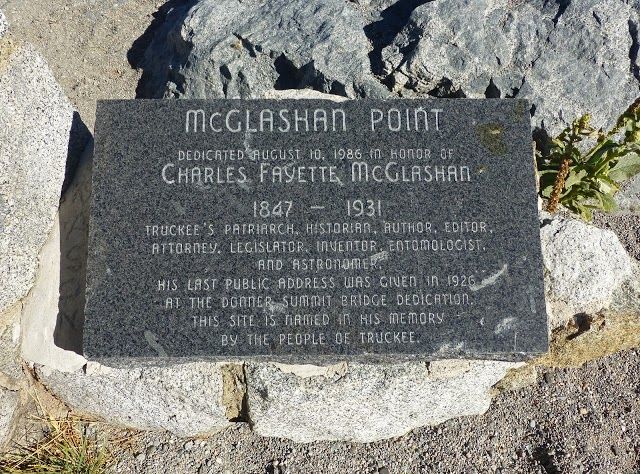 McGLASHAN POINT
DEDICATED AUGUST 10, 1986 IN HONOR OF
CHARLES FAYETTE McGLASHAN
1847 — 1931
TRUCKEE'S PATRIARCH, HISTORIAN, AUTHOR, EDITOR,
ATTORNEY, LEGISLATOR, INVENTOR, ENTOMOLOGIST,
AND ASTRONOMER.
HIS LAST PUBLIC ADDRESS WAS GIVEN IN 1926
AT THE DONNER SUMMIT BRIDGE DEDICATION.
THIS SITE IS NAMED IN HIS MEMORY
BY THE PEOPLE OF TRUCKEE.